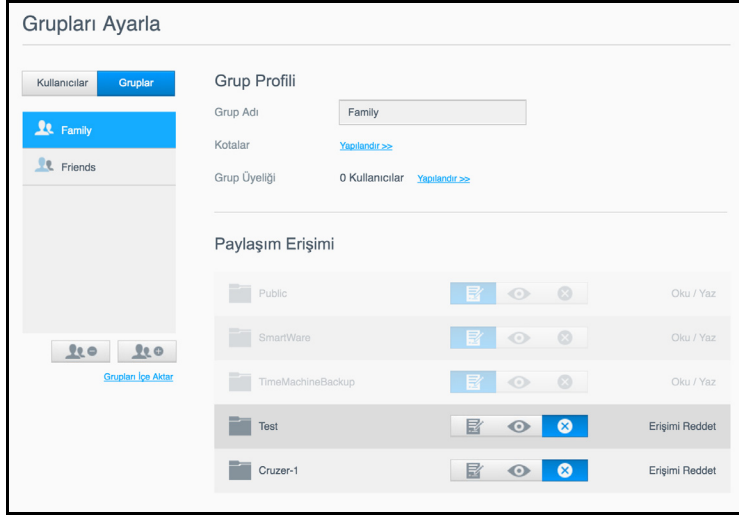 Grupları Ayarla
Kullanıcılar Gruplar
Family
Friends
Grupları İçe Aktar
Grup Profili
Grup Adı Family
Kotalar Yapılandır >>
Grup Üyeliği 0 Kullanıcılar Yapılandır >>
Paylaşım Erişimi
Public Oku / Yaz
SmartWare Oku / Yaz
TimeMachineBackup Oku / Yaz
Test Erişimi Reddet
Cruzer-1 Erişimi Reddet